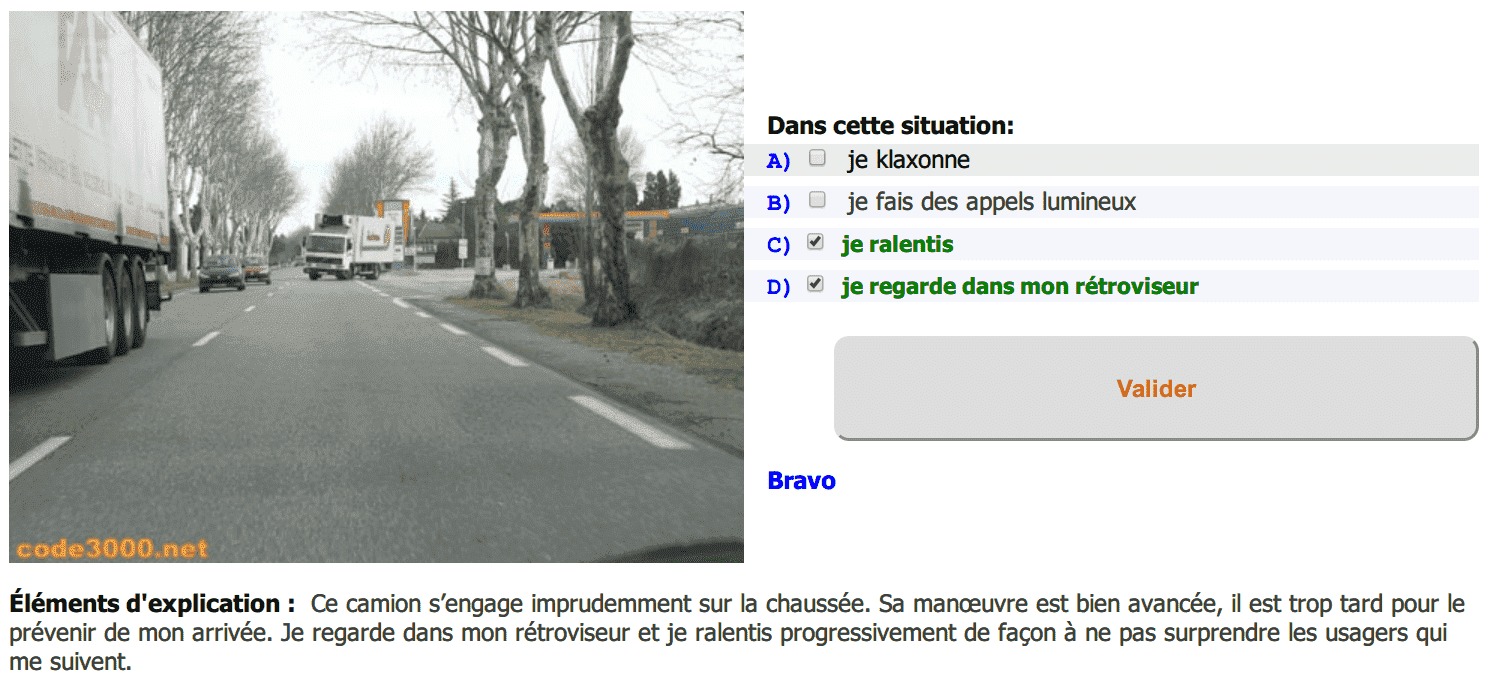 Dans cette situation:
A) je klaxonne
B) je fais des appels lumineux
C) je ralentis
D) je regarde dans mon rétroviseur
Valider
Bravo
code3000.net
Éléments d'explication : Ce camion s’engage imprudemment sur la chaussée. Sa manœuvre est bien avancée, il est trop tard pour le
prévenir de mon arrivée. Je regarde dans mon rétroviseur et je ralentis progressivement de façon à ne pas surprendre les usagers qui
me suivent.